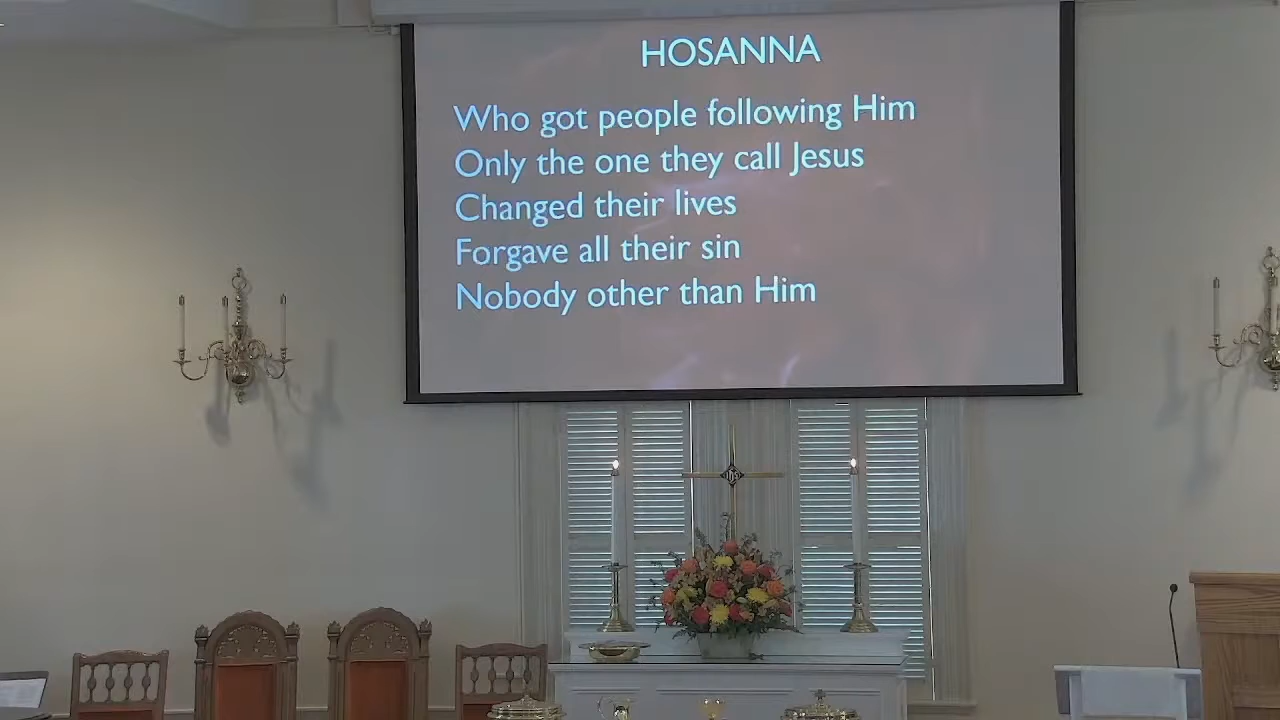 HOSANNA
Who got people following Him
Only the one they call Jesus
Changed their lives
Forgave all their sin
Nobody other than Him
IHS